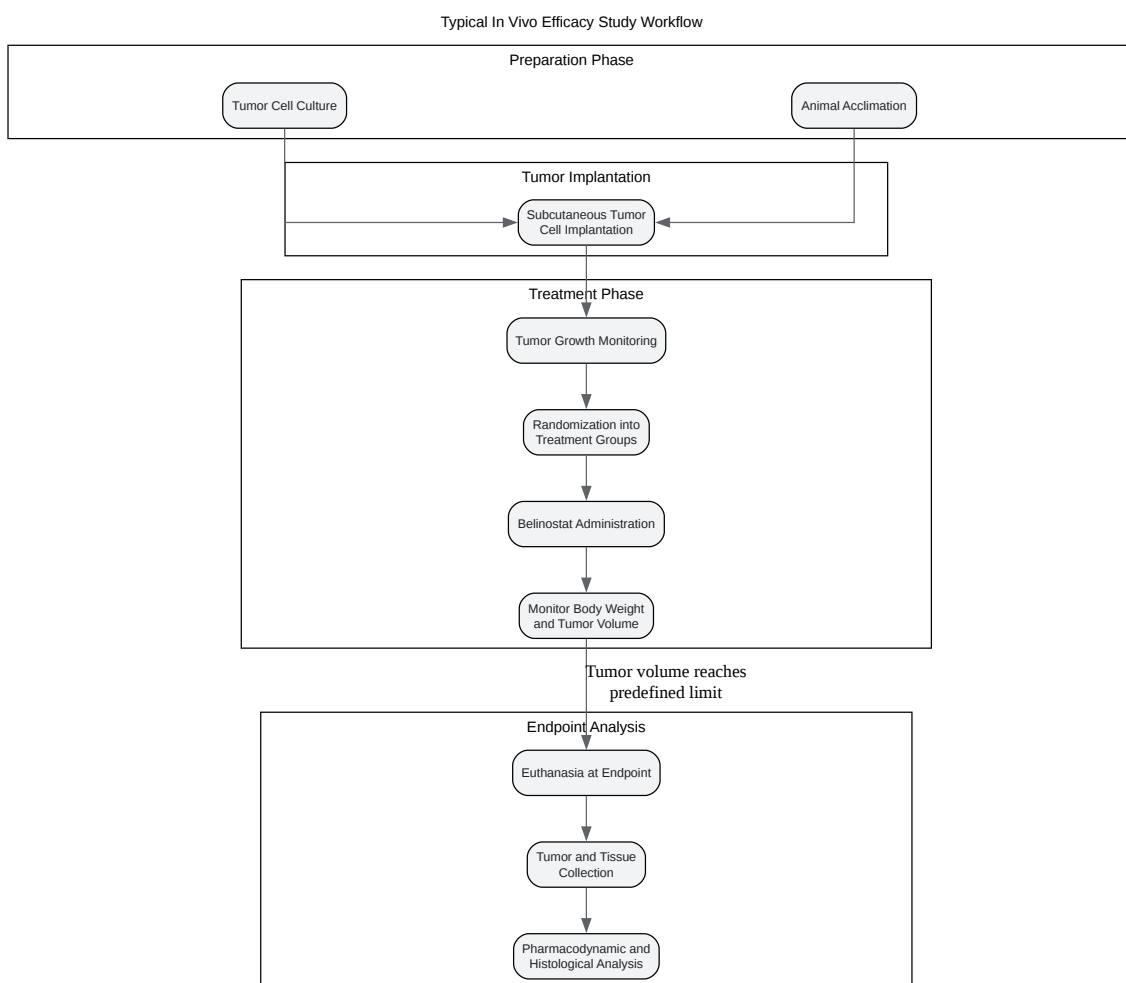 Typical In Vivo Efficacy Study Workflow
Preparation Phase
Tumor Cell Culture
Animal Acclimation
Tumor Implantation
Subcutaneous Tumor
Cell Implantation
Treatment Phase
Tumor Growth Monitoring
Randomization into
Treatment Groups
Belinostat Administration
Monitor Body Weight
and Tumor Volume
Tumor volume reaches
predefined limit
Endpoint Analysis
Euthanasia at Endpoint
Tumor and Tissue
Collection
Pharmacodynamic and
Histological Analysis